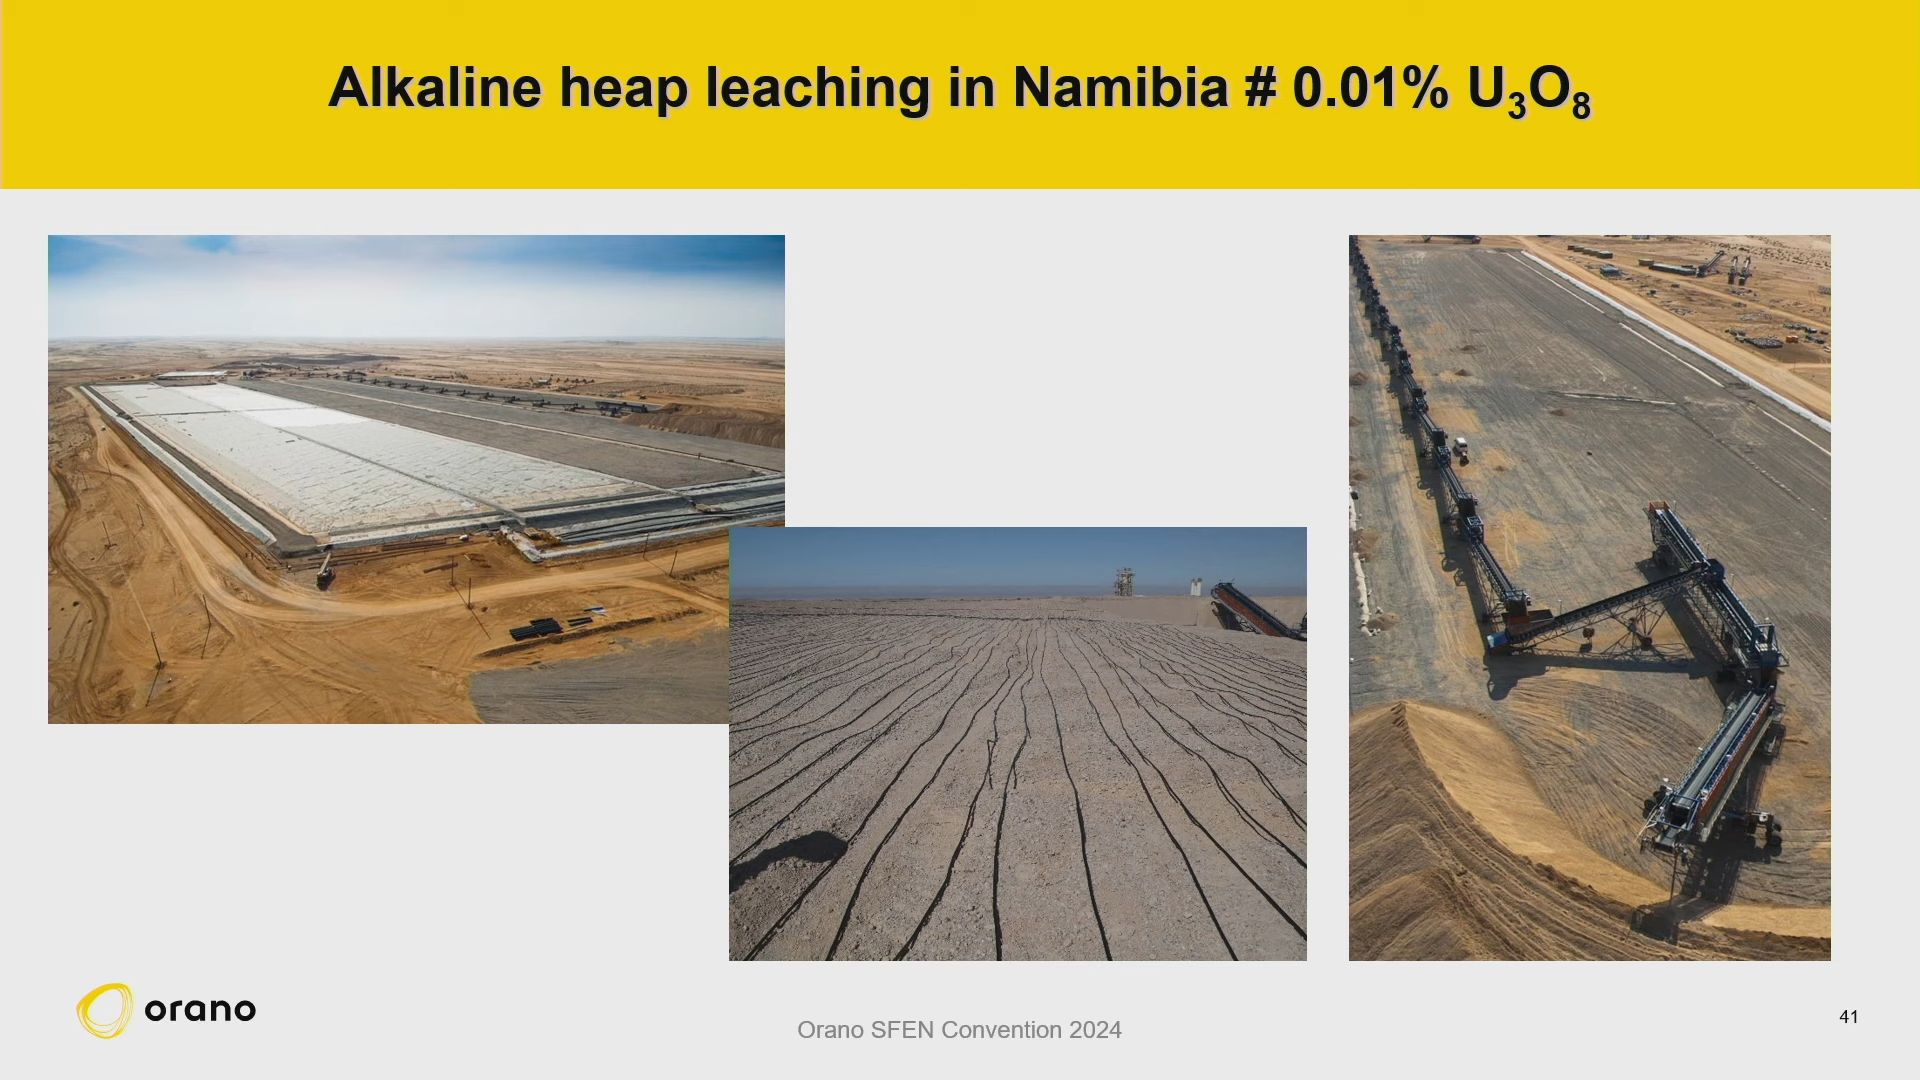 Alkaline heap leaching in Namibia # 0.01% U₃O₈
orano
Orano SFEN Convention 2024
41